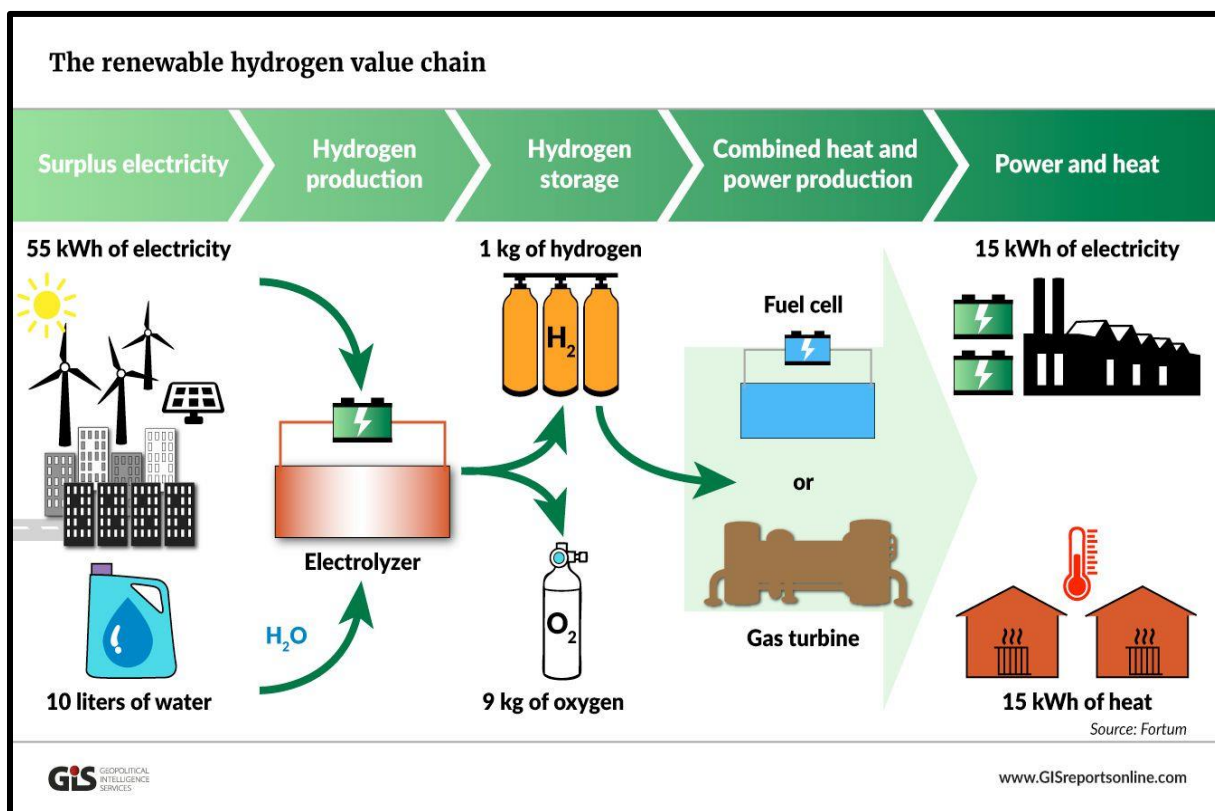 The renewable hydrogen value chain
Surplus electricity
Hydrogen
production
Hydrogen
storage
Combined heat and
power production
Power and heat
55 kWh of electricity
1 kg of hydrogen
15 kWh of electricity
H2
Fuel cell
or
Electrolyzer
H2O
O2
Gas turbine
10 liters of water
9 kg of oxygen
15 kWh of heat
Source: Fortum
GIS
GEOPOLITICAL
INTELLIGENCE
SERVICES
www.GISreportsonline.com